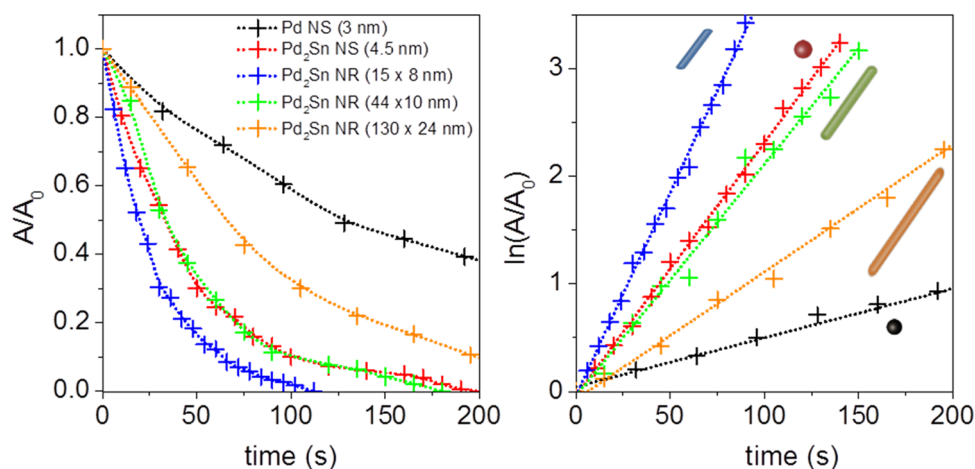 Pd NS (3 nm)
Pd₂Sn NS (4.5 nm)
Pd₂Sn NR (15 x 8 nm)
Pd₂Sn NR (44 x10 nm)
Pd₂Sn NR (130 x 24 nm)
A/A₀
1.0
0.8
0.6
0.4
0.2
0.0
0 50 100 150 200
time (s)
ln(A/A₀)
3
2
1
0
0 50 100 150 200
time (s)